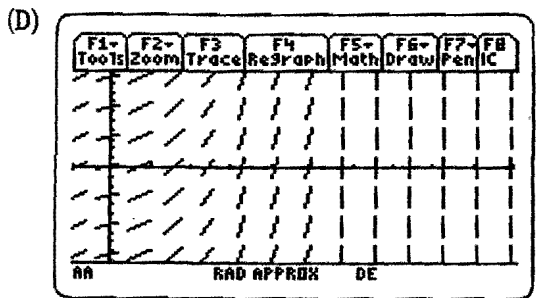 (D)
F1 F2 F3 F4 F5 F6 F7 F8
Tools Zoom Trace ReGraph Math Draw Pen IC
AA RAD APPROX DE